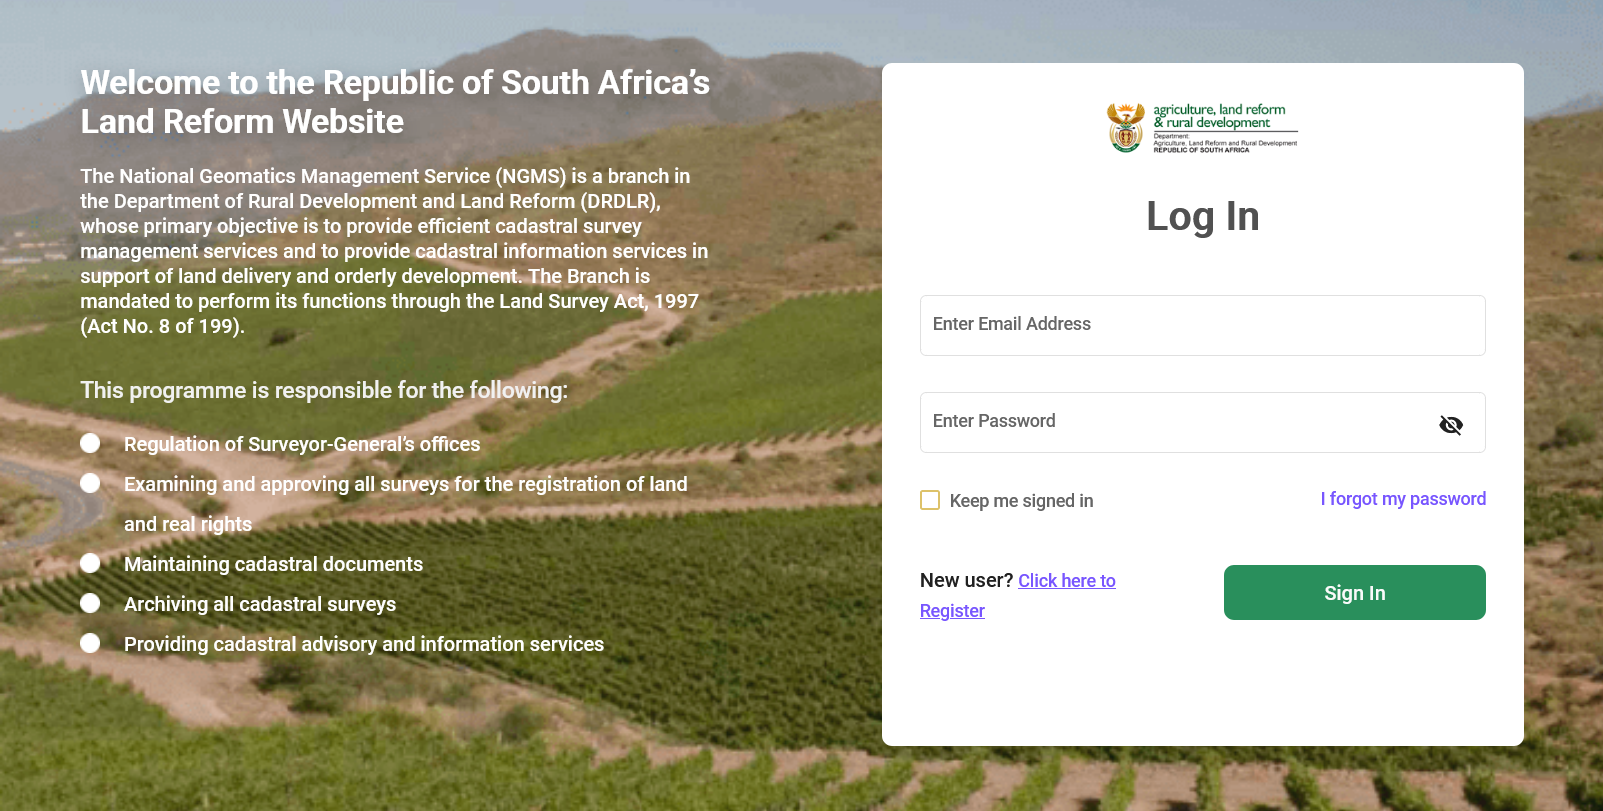 Welcome to the Republic of South Africa’s
Land Reform Website
The National Geomatics Management Service (NGMS) is a branch in
the Department of Rural Development and Land Reform (DRDLR),
whose primary objective is to provide efficient cadastral survey
management services and to provide cadastral information services in
support of land delivery and orderly development. The Branch is
mandated to perform its functions through the Land Survey Act, 1997
(Act No. 8 of 199).
This programme is responsible for the following:
Regulation of Surveyor-General’s offices
Examining and approving all surveys for the registration of land
and real rights
Maintaining cadastral documents
Archiving all cadastral surveys
Providing cadastral advisory and information services
agriculture, land reform
& rural development
Department:
Agriculture, Land Reform and Rural Development
REPUBLIC OF SOUTH AFRICA
Log In
Enter Email Address
Enter Password
Keep me signed in
I forgot my password
New user? Click here to
Register
Sign In